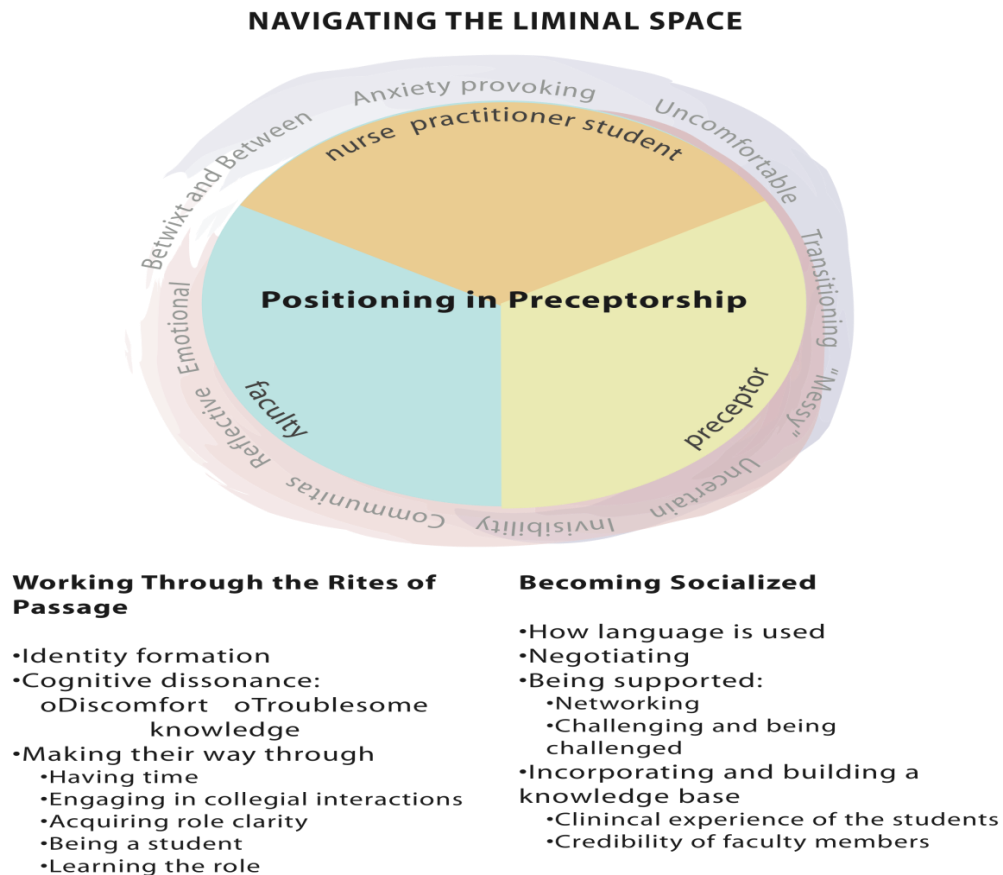 NAVIGATING THE LIMINAL SPACE
Betwixt and Between
Anxiety provoking
Uncomfortable
Transitioning
"Messy"
Uncertain
Invisibility
Communitas
Reflective
Emotional
nurse practitioner student
Positioning in Preceptorship
faculty
preceptor
Working Through the Rites of
Passage
•Identity formation
•Cognitive dissonance:
oDiscomfort oTroublesome
knowledge
•Making their way through
•Having time
•Engaging in collegial interactions
•Acquiring role clarity
•Being a student
•Learning the role
Becoming Socialized
•How language is used
•Negotiating
•Being supported:
•Networking
•Challenging and being
challenged
•Incorporating and building a
knowledge base
•Clinincal experience of the students
•Credibility of faculty members